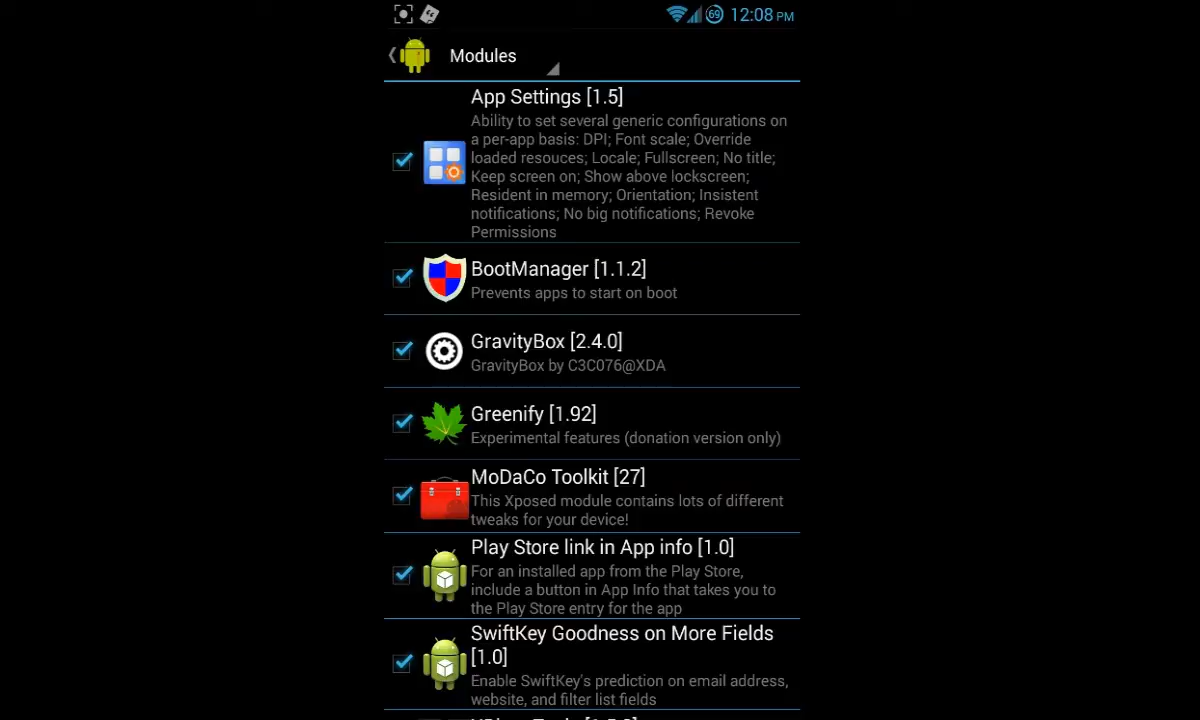 69 12:08 PM
Modules
App Settings [1.5]
Ability to set several generic configurations on
a per-app basis: DPI; Font scale; Override
loaded resouces; Locale; Fullscreen; No title;
Keep screen on; Show above lockscreen;
Resident in memory; Orientation; Insistent
notifications; No big notifications; Revoke
Permissions
BootManager [1.1.2]
Prevents apps to start on boot
GravityBox [2.4.0]
GravityBox by C3C076@XDA
Greenify [1.92]
Experimental features (donation version only)
MoDaCo Toolkit [27]
This Xposed module contains lots of different
tweaks for your device!
Play Store link in App info [1.0]
For an installed app from the Play Store,
include a button in App Info that takes you to
the Play Store entry for the app
SwiftKey Goodness on More Fields
[1.0]
Enable SwiftKey's prediction on email address,
website, and filter list fields